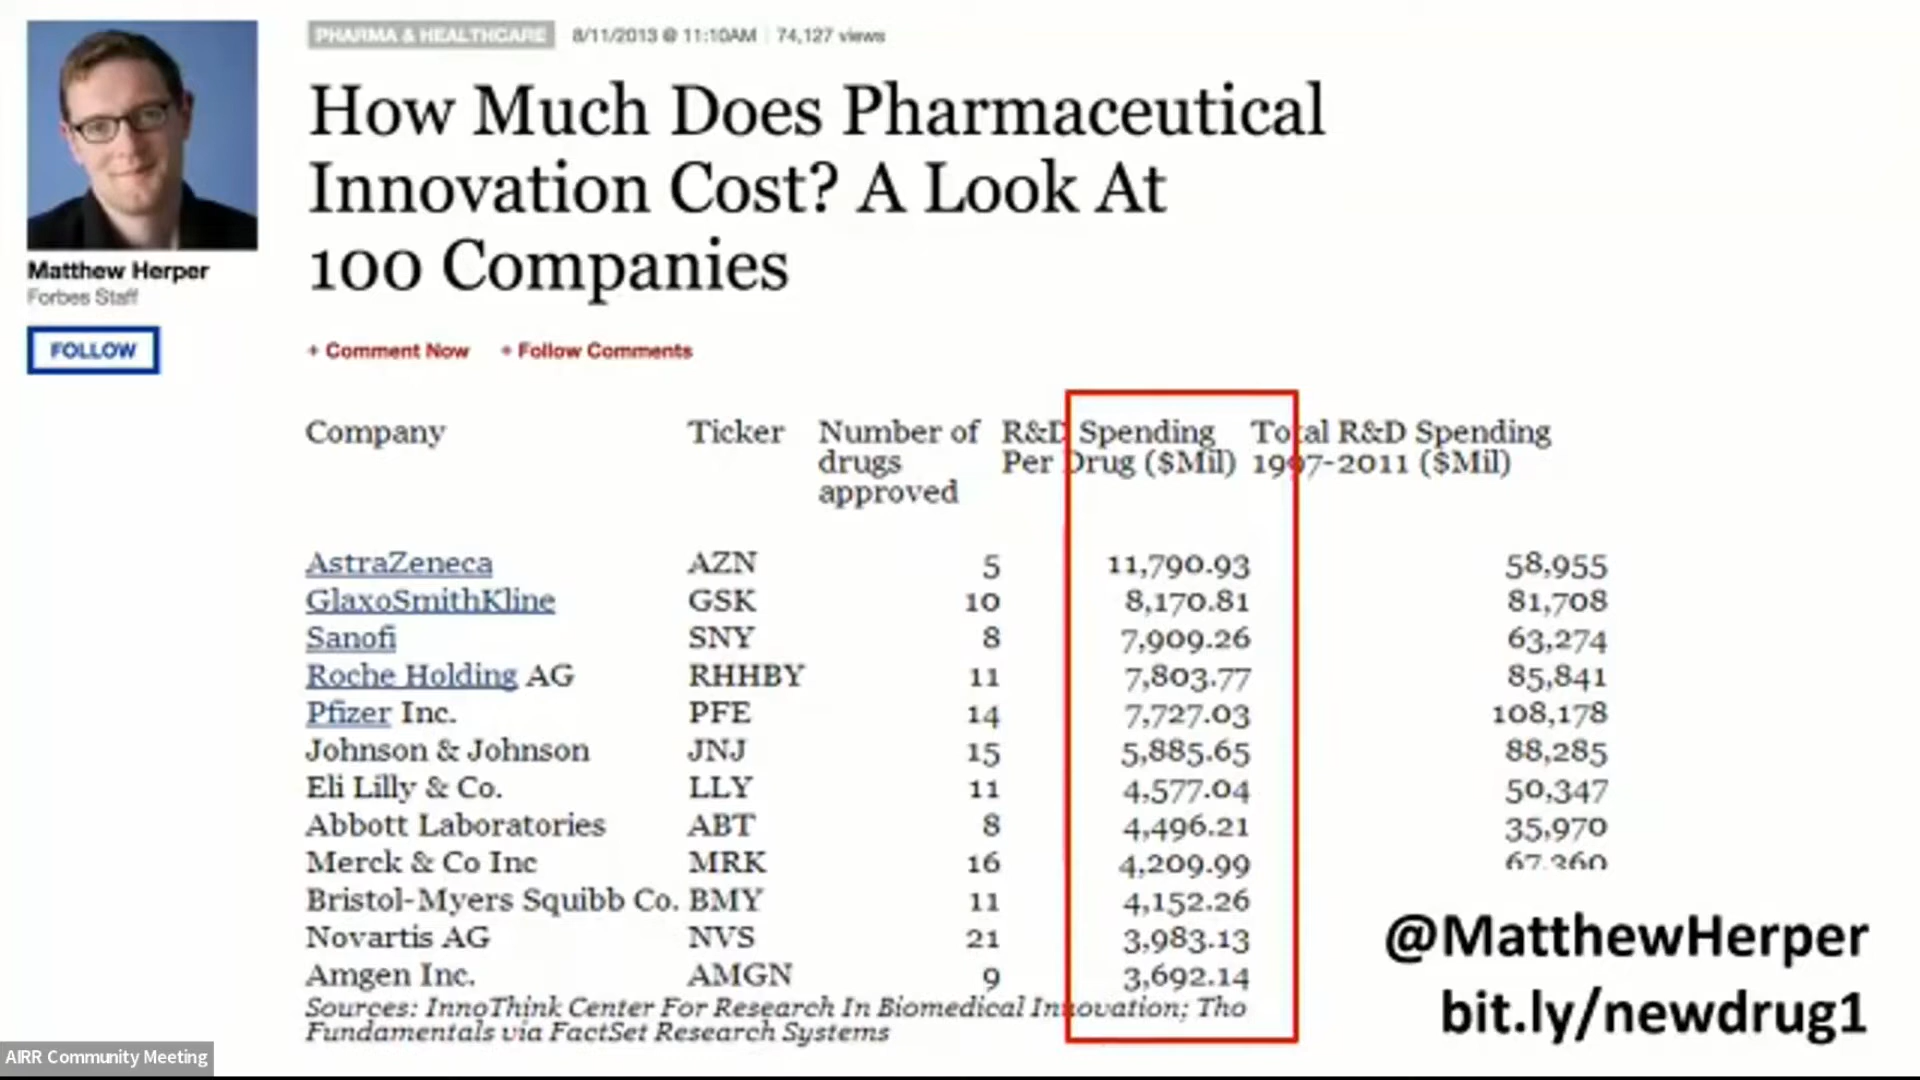 PHARMA & HEALTHCARE 8/11/2013 @ 11:10AM | 74,127 views
How Much Does Pharmaceutical
Innovation Cost? A Look At
100 Companies
Matthew Herper
Forbes Staff
FOLLOW
+ Comment Now + Follow Comments
Company Ticker Number of drugs approved R&D Spending Per Drug ($Mil) Total R&D Spending 1997-2011 ($Mil)
AstraZeneca AZN 5 11,790.93 58,955
GlaxoSmithKline GSK 10 8,170.81 81,708
Sanofi SNY 8 7,909.26 63,274
Roche Holding AG RHHBY 11 7,803.77 85,841
Pfizer Inc. PFE 14 7,727.03 108,178
Johnson & Johnson JNJ 15 5,885.65 88,285
Eli Lilly & Co. LLY 11 4,577.04 50,347
Abbott Laboratories ABT 8 4,496.21 35,970
Merck & Co Inc MRK 16 4,209.99 67,360
Bristol-Myers Squibb Co. BMY 11 4,152.26
Novartis AG NVS 21 3,983.13
Amgen Inc. AMGN 9 3,692.14
Sources: InnoThink Center For Research In Biomedical Innovation; Tho
Fundamentals via FactSet Research Systems
@MatthewHerper
bit.ly/newdrug1
AIRR Community Meeting